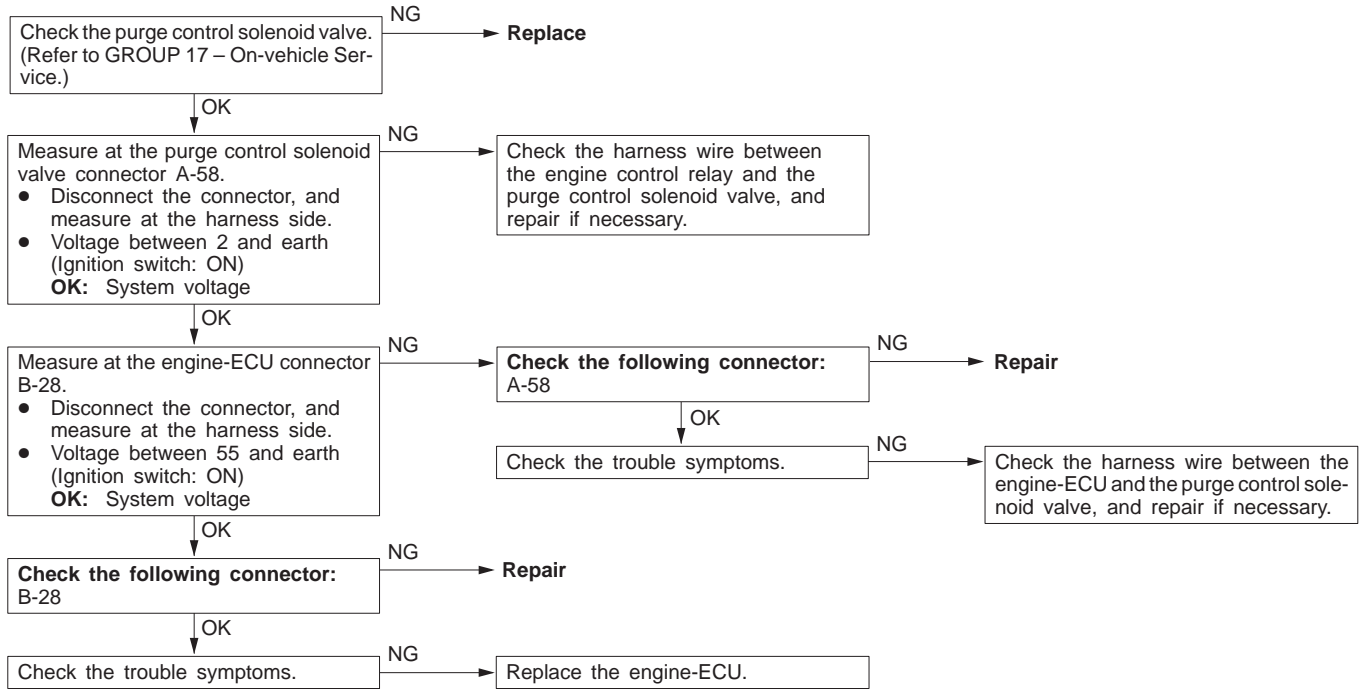 Check the purge control solenoid valve.
(Refer to GROUP 17 – On-vehicle Ser-
vice.)
NG
Replace
OK
Measure at the purge control solenoid
valve connector A-58.
● Disconnect the connector, and
measure at the harness side.
● Voltage between 2 and earth
(Ignition switch: ON)
OK: System voltage
NG
Check the harness wire between
the engine control relay and the
purge control solenoid valve, and
repair if necessary.
OK
Measure at the engine-ECU connector
B-28.
● Disconnect the connector, and
measure at the harness side.
● Voltage between 55 and earth
(Ignition switch: ON)
OK: System voltage
NG
Check the following connector:
A-58
NG
Repair
OK
Check the trouble symptoms.
NG
Check the harness wire between the
engine-ECU and the purge control sole-
noid valve, and repair if necessary.
OK
Check the following connector:
B-28
NG
Repair
OK
Check the trouble symptoms.
NG
Replace the engine-ECU.